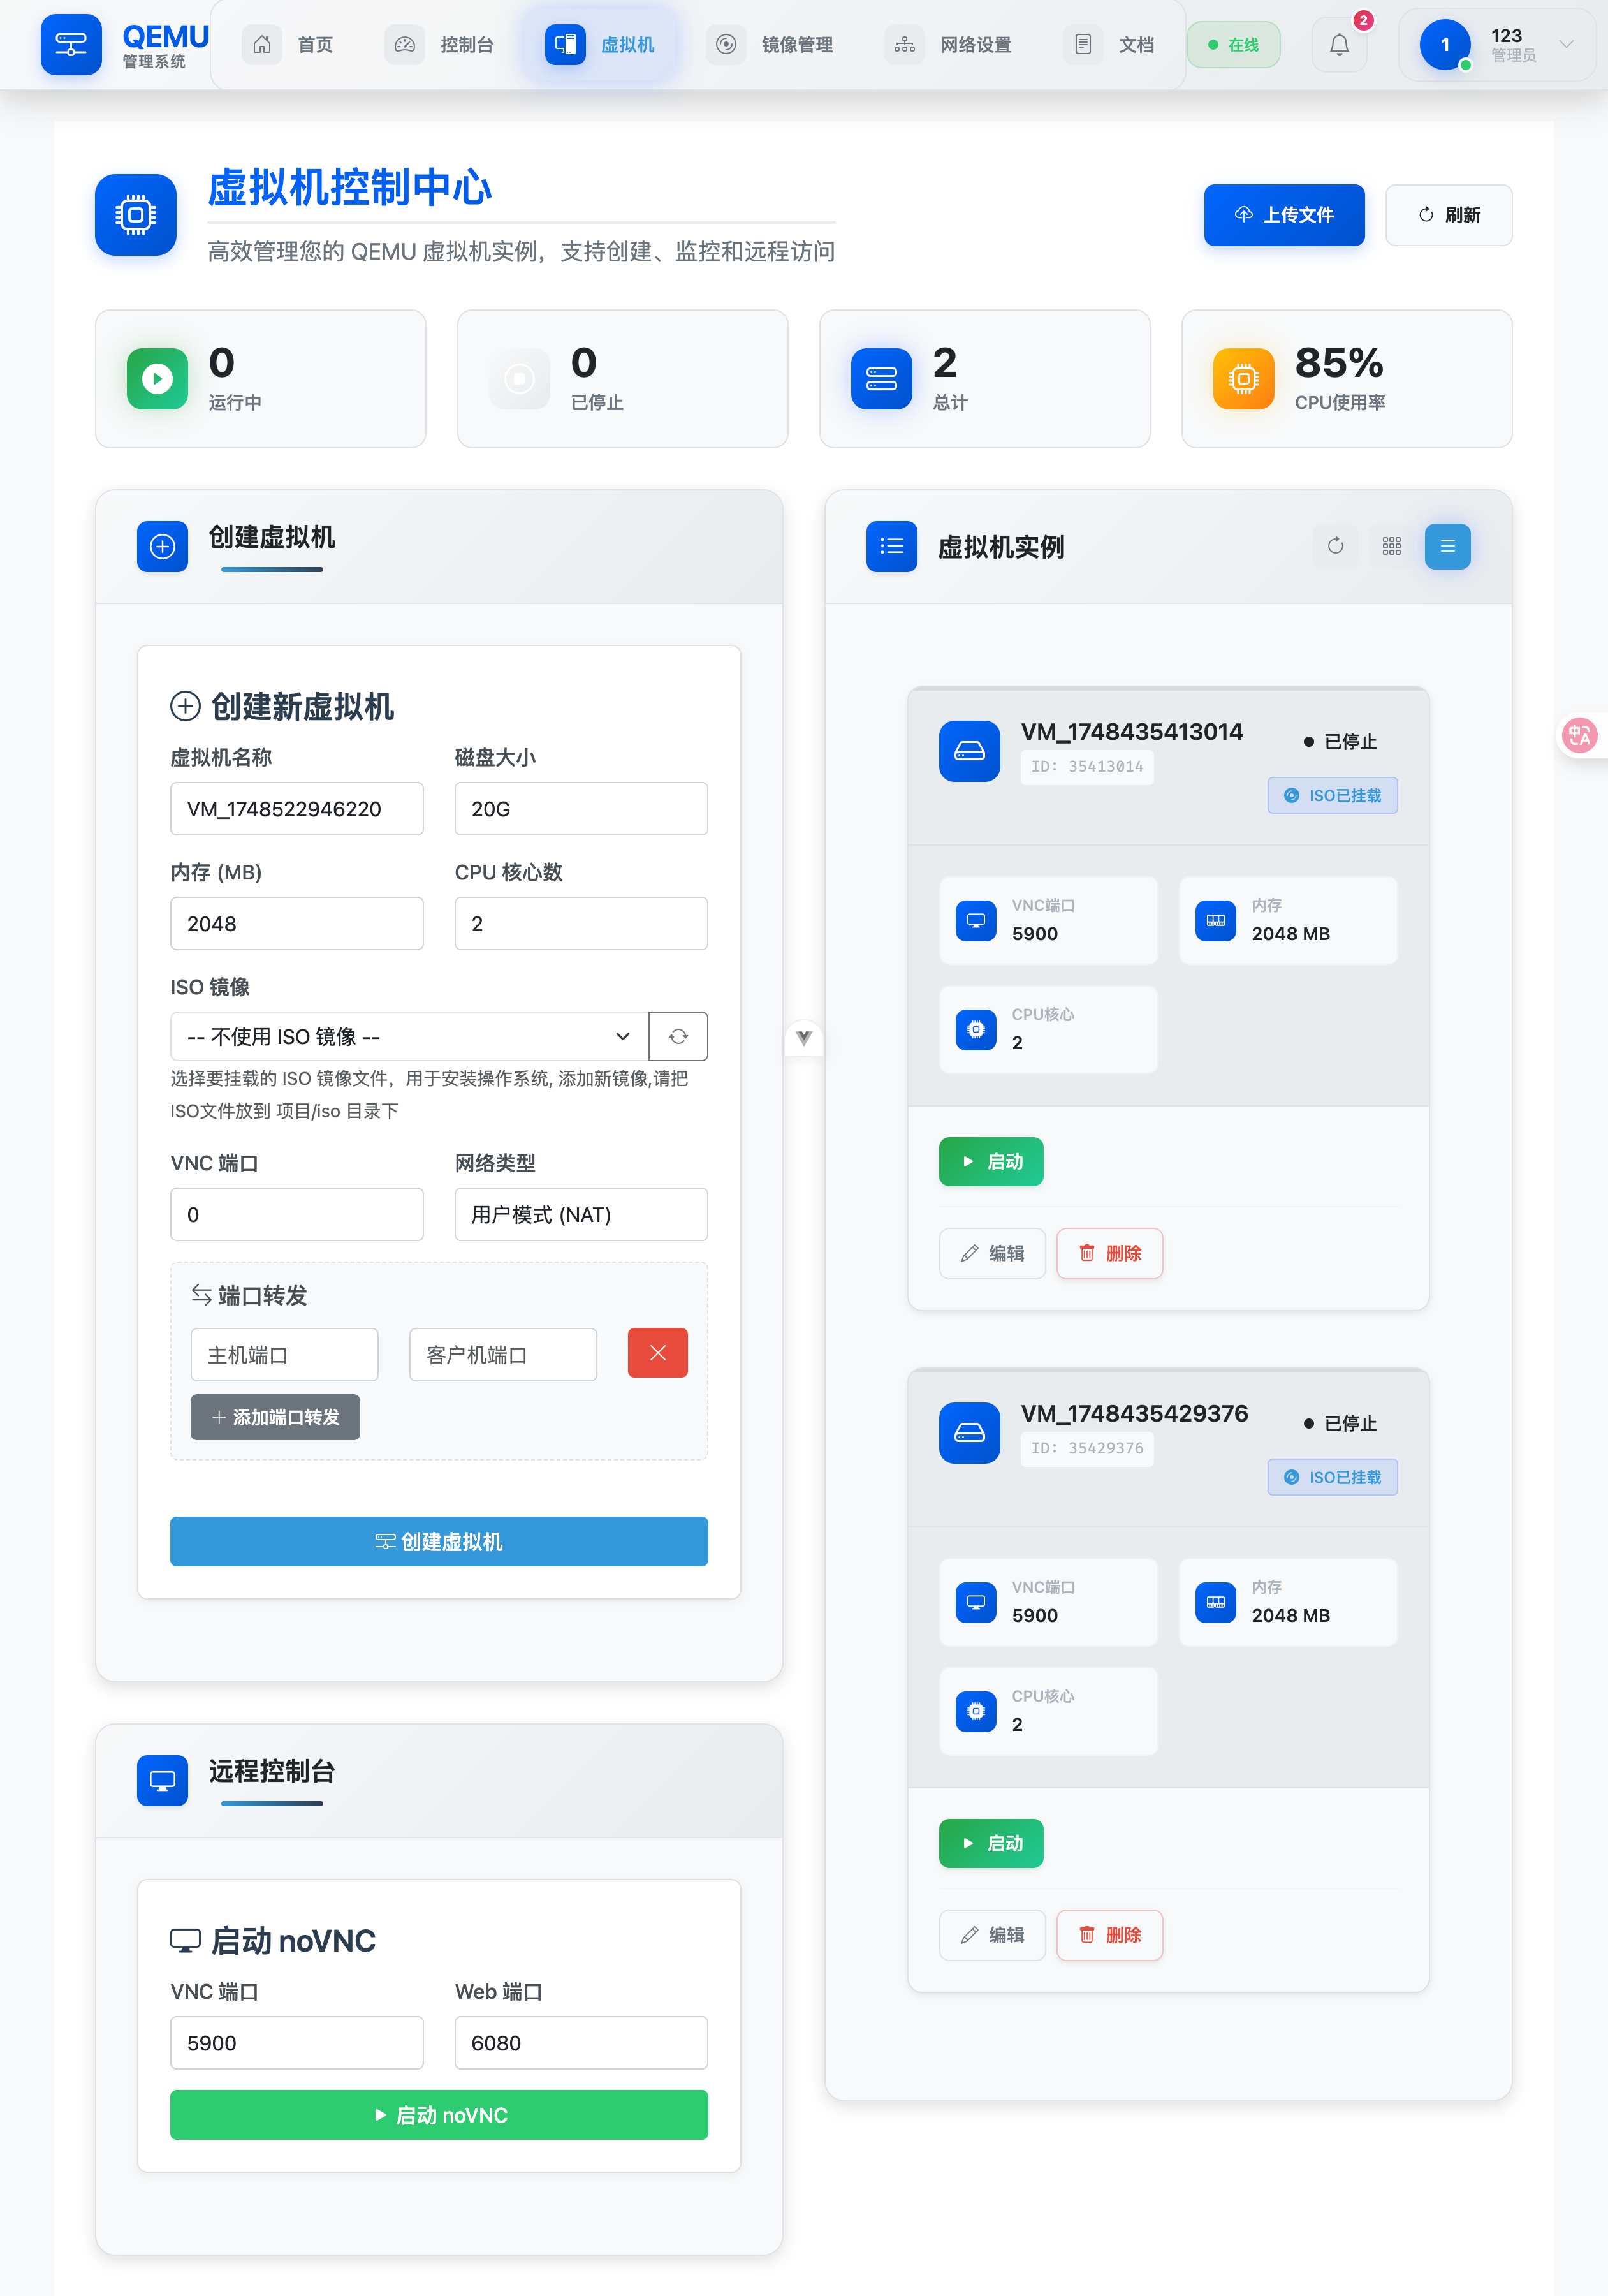 QEMU
管理系统
首页
控制台
虚拟机
镜像管理
网络设置
文档
在线
2
1
123
管理员
虚拟机控制中心
高效管理您的 QEMU 虚拟机实例，支持创建、监控和远程访问
上传文件
刷新
0
运行中
0
已停止
2
总计
85%
CPU使用率
创建虚拟机
创建新虚拟机
虚拟机名称
磁盘大小
VM_1748522946220
20G
内存 (MB)
CPU 核心数
2048
2
ISO 镜像
-- 不使用 ISO 镜像 --
选择要挂载的 ISO 镜像文件，用于安装操作系统, 添加新镜像,请把
ISO文件放到 项目/iso 目录下
VNC 端口
网络类型
0
用户模式 (NAT)
端口转发
主机端口
客户机端口
添加端口转发
创建虚拟机
远程控制台
启动 noVNC
VNC 端口
Web 端口
5900
6080
启动 noVNC
虚拟机实例
VM_1748435413014
ID: 35413014
已停止
ISO已挂载
VNC端口
5900
内存
2048 MB
CPU核心
2
启动
编辑
删除
VM_1748435429376
ID: 35429376
已停止
ISO已挂载
VNC端口
5900
内存
2048 MB
CPU核心
2
启动
编辑
删除
中A